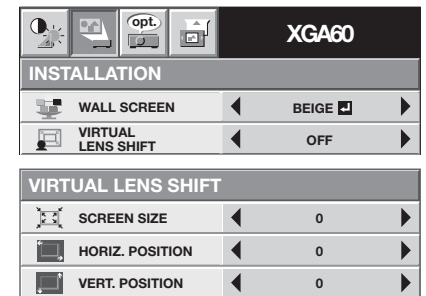 opt. XGA60
INSTALLATION
WALL SCREEN BEIGE
VIRTUAL
LENS SHIFT OFF
VIRTUAL LENS SHIFT
SCREEN SIZE 0
HORIZ. POSITION 0
VERT. POSITION 0